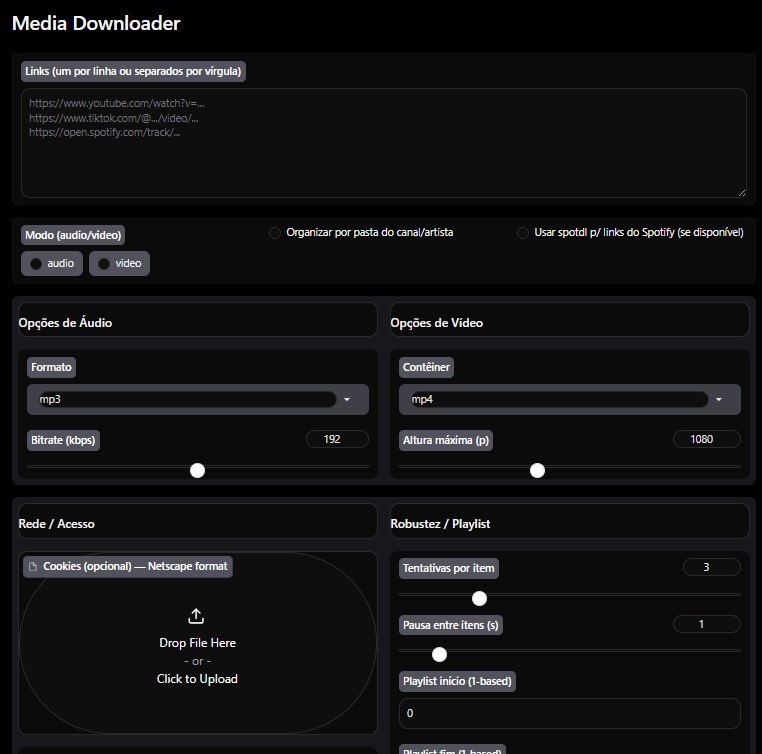 Media Downloader
Links (um por linha ou separados por vírgula)
https://www.youtube.com/watch?v=...
https://www.tiktok.com/@.../video/...
https://open.spotify.com/track/...
Modo (audio/video)
Organizar por pasta do canal/artista
Usar spotdl p/ links do Spotify (se disponível)
audio
video
Opções de Áudio
Formato
mp3
Bitrate (kbps)
192
Opções de Vídeo
Contêiner
mp4
Altura máxima (p)
1080
Rede / Acesso
Cookies (opcional) — Netscape format
Drop File Here
- or -
Click to Upload
Robustez / Playlist
Tentativas por item
3
Pausa entre itens (s)
1
Playlist início (1-based)
0
Playlist fim (1-based)